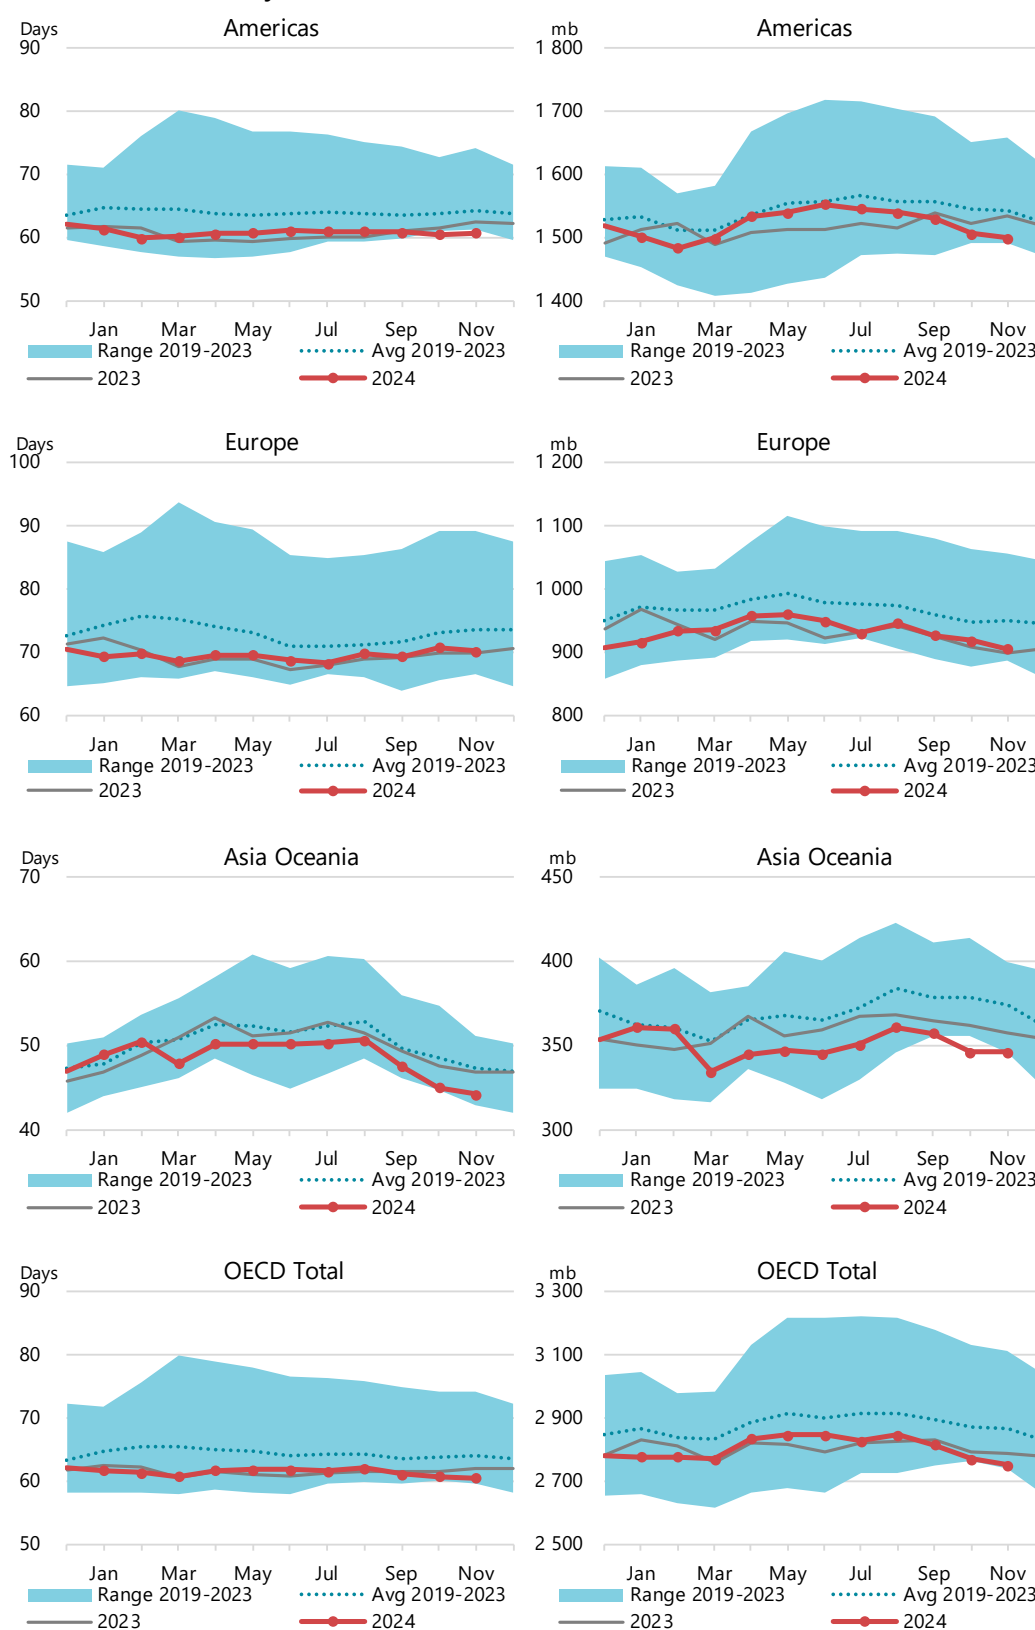 Days Americas
90
80
70
60
50
Jan Mar May Jul Sep Nov
Range 2019-2023 Avg 2019-2023
2023 2024
mb Americas
1 800
1 700
1 600
1 500
1 400
Jan Mar May Jul Sep Nov
Range 2019-2023 Avg 2019-2023
2023 2024
Days Europe
100
90
80
70
60
Jan Mar May Jul Sep Nov
Range 2019-2023 Avg 2019-2023
2023 2024
mb Europe
1 200
1 100
1 000
900
800
Jan Mar May Jul Sep Nov
Range 2019-2023 Avg 2019-2023
2023 2024
Days Asia Oceania
70
60
50
40
Jan Mar May Jul Sep Nov
Range 2019-2023 Avg 2019-2023
2023 2024
mb Asia Oceania
450
400
350
300
Jan Mar May Jul Sep Nov
Range 2019-2023 Avg 2019-2023
2023 2024
Days OECD Total
90
80
70
60
50
Jan Mar May Jul Sep Nov
Range 2019-2023 Avg 2019-2023
2023 2024
mb OECD Total
3 300
3 100
2 900
2 700
2 500
Jan Mar May Jul Sep Nov
Range 2019-2023 Avg 2019-2023
2023 2024